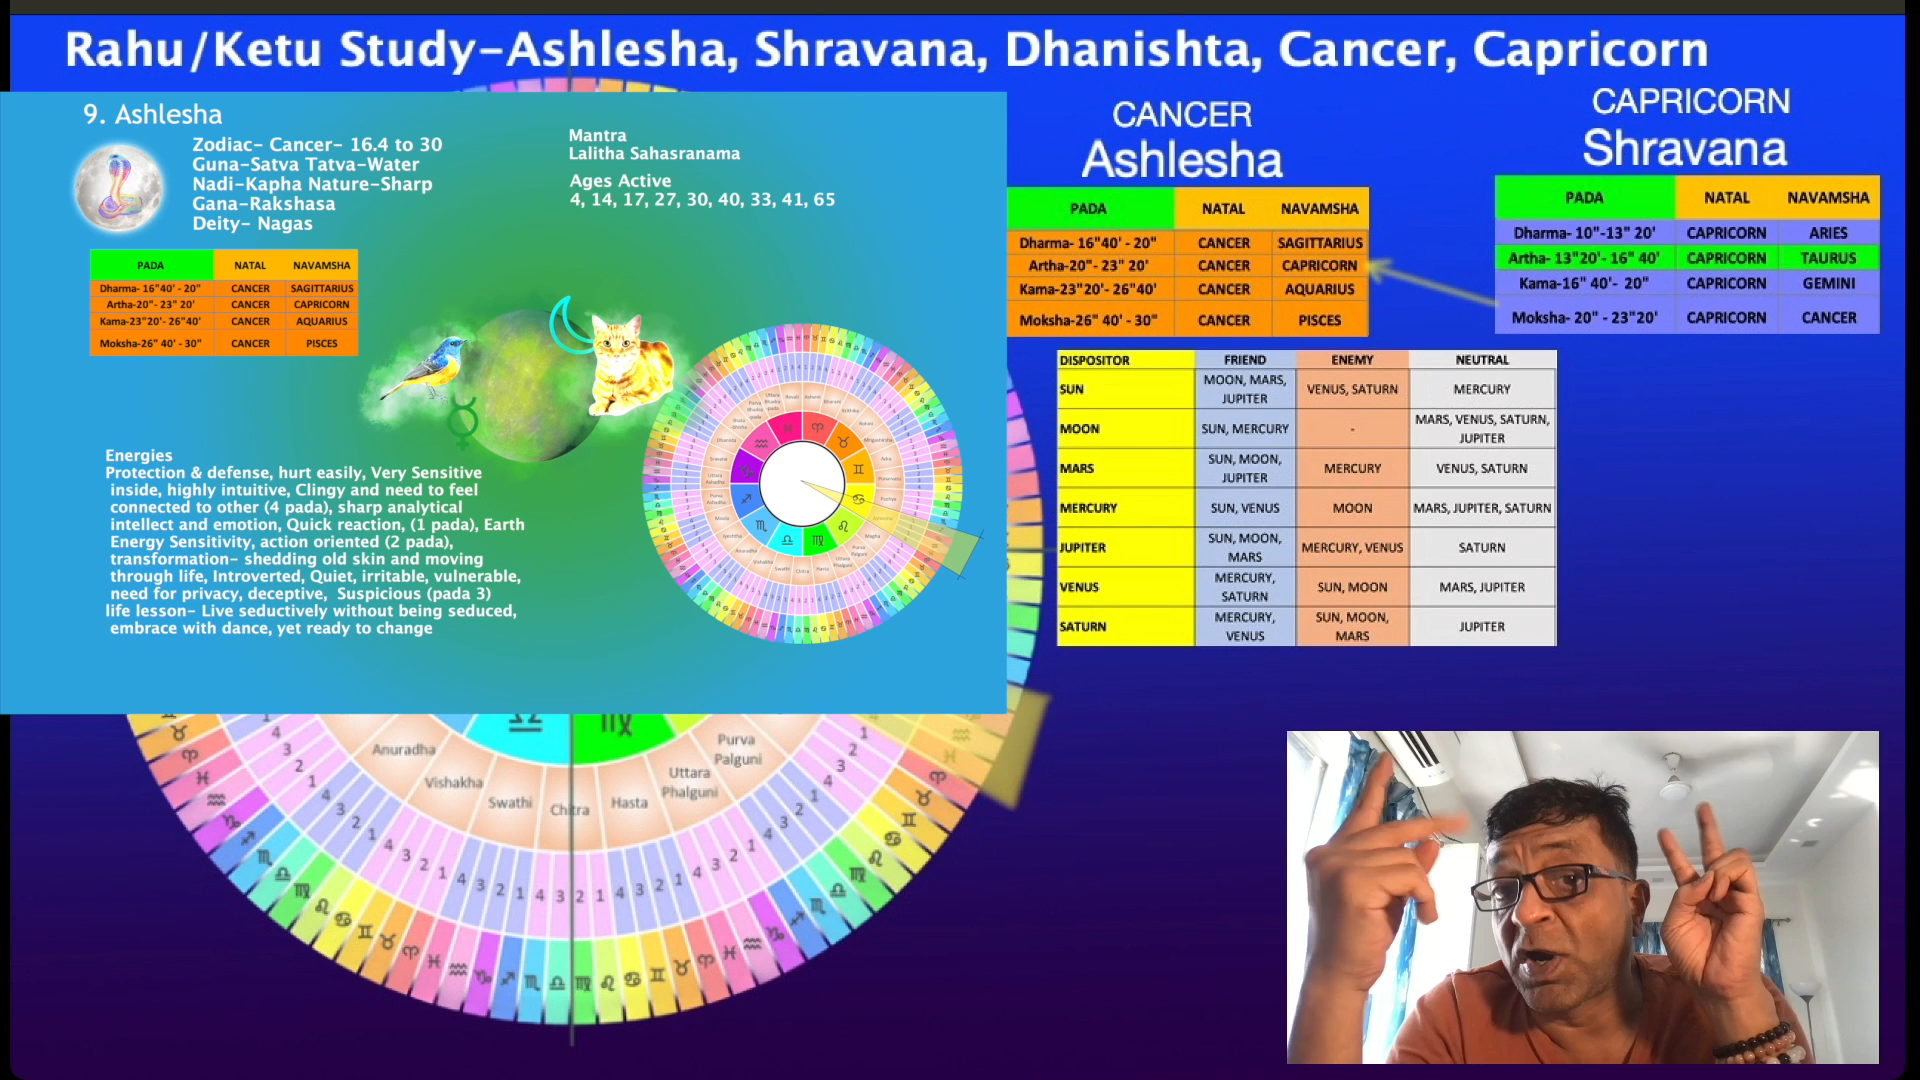 Rahu/Ketu Study-Ashlesha, Shravana, Dhanishta, Cancer, Capricorn
9. Ashlesha
Zodiac- Cancer- 16.4 to 30
Guna-Satva Tatva-Water
Nadi-Kapha Nature-Sharp
Gana-Rakshasa
Deity- Nagas
Mantra
Lalitha Sahasranama
Ages Active
4, 14, 17, 27, 30, 40, 33, 41, 65
PADA NATAL NAVAMSHA
Dharma- 16"40' - 20" CANCER SAGITTARIUS
Artha-20"- 23" 20' CANCER CAPRICORN
Kama-23"20'- 26"40' CANCER AQUARIUS
Moksha-26" 40' - 30" CANCER PISCES
Energies
Protection & defense, hurt easily, Very Sensitive
inside, highly intuitive, Clingy and need to feel
connected to other (4 pada), sharp analytical
intellect and emotion, Quick reaction, (1 pada), Earth
Energy Sensitivity, action oriented (2 pada),
transformation- shedding old skin and moving
through life, Introverted, Quiet, irritable, vulnerable,
need for privacy, deceptive, Suspicious (pada 3)
life lesson- Live seductively without being seduced,
embrace with dance, yet ready to change
CANCER
Ashlesha
PADA NATAL NAVAMSHA
Dharma- 16"40' - 20" CANCER SAGITTARIUS
Artha-20"- 23" 20' CANCER CAPRICORN
Kama-23"20'- 26"40' CANCER AQUARIUS
Moksha-26" 40' - 30" CANCER PISCES
CAPRICORN
Shravana
PADA NATAL NAVAMSHA
Dharma- 10"-13" 20' CAPRICORN ARIES
Artha- 13"20'- 16" 40' CAPRICORN TAURUS
Kama-16" 40'- 20" CAPRICORN GEMINI
Moksha- 20" - 23"20' CAPRICORN CANCER
DISPOSITOR FRIEND ENEMY NEUTRAL
SUN MOON, MARS, JUPITER VENUS, SATURN MERCURY
MOON SUN, MERCURY - MARS, VENUS, SATURN, JUPITER
MARS SUN, MOON, JUPITER MERCURY VENUS, SATURN
MERCURY SUN, VENUS MOON MARS, JUPITER, SATURN
JUPITER SUN, MOON, MARS MERCURY, VENUS SATURN
VENUS MERCURY, SATURN SUN, MOON MARS, JUPITER
SATURN MERCURY, VENUS SUN, MOON, MARS JUPITER
Anuradha
Vishakha
Swathi
Chitra
Hasta
Uttara
Phalguni
Purva
Palguni